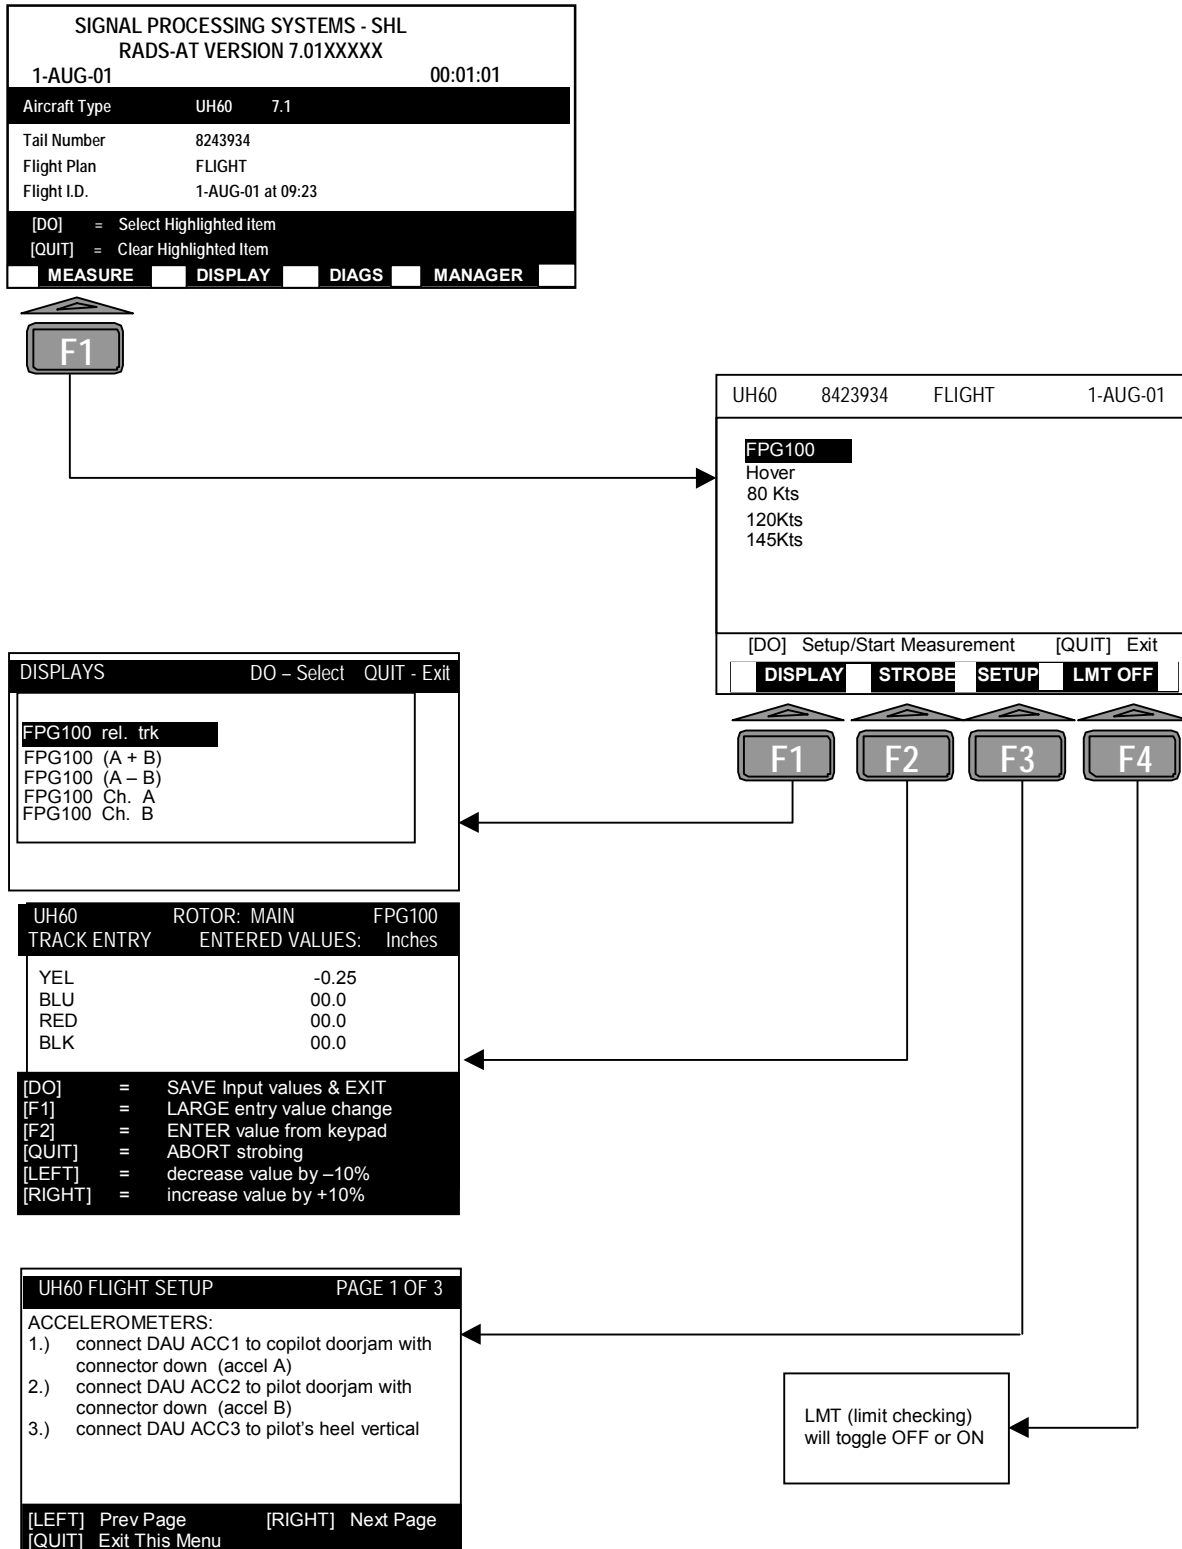 SIGNAL PROCESSING SYSTEMS - SHL
RADS-AT VERSION 7.01XXXXX
1-AUG-01 00:01:01
Aircraft Type UH60 7.1
Tail Number 8243934
Flight Plan FLIGHT
Flight I.D. 1-AUG-01 at 09:23
[DO] = Select Highlighted item
[QUIT] = Clear Highlighted Item
MEASURE DISPLAY DIAGS MANAGER
F1
UH60 8423934 FLIGHT 1-AUG-01
FPG100
Hover
80 Kts
120Kts
145Kts
[DO] Setup/Start Measurement [QUIT] Exit
DISPLAY STROBE SETUP LMT OFF
F1 F2 F3 F4
DISPLAYS DO – Select QUIT - Exit
FPG100 rel. trk
FPG100 (A + B)
FPG100 (A – B)
FPG100 Ch. A
FPG100 Ch. B
UH60 ROTOR: MAIN FPG100
TRACK ENTRY ENTERED VALUES: Inches
YEL -0.25
BLU 00.0
RED 00.0
BLK 00.0
[DO] = SAVE Input values & EXIT
[F1] = LARGE entry value change
[F2] = ENTER value from keypad
[QUIT] = ABORT strobing
[LEFT] = decrease value by –10%
[RIGHT] = increase value by +10%
UH60 FLIGHT SETUP PAGE 1 OF 3
ACCELEROMETERS:
1.) connect DAU ACC1 to copilot doorjam with
connector down (accel A)
2.) connect DAU ACC2 to pilot doorjam with
connector down (accel B)
3.) connect DAU ACC3 to pilot's heel vertical
[LEFT] Prev Page [RIGHT] Next Page
[QUIT] Exit This Menu
LMT (limit checking)
will toggle OFF or ON